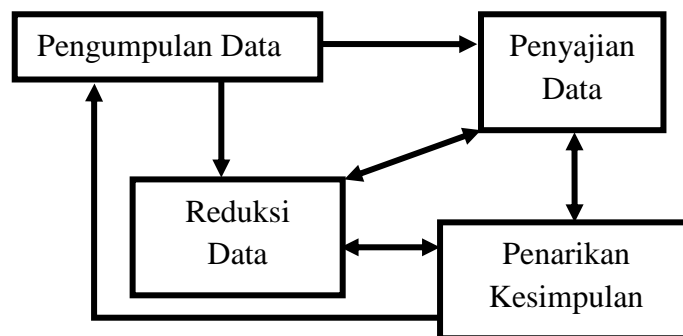 Pengumpulan Data
Penyajian
Data
Reduksi
Data
Penarikan
Kesimpulan